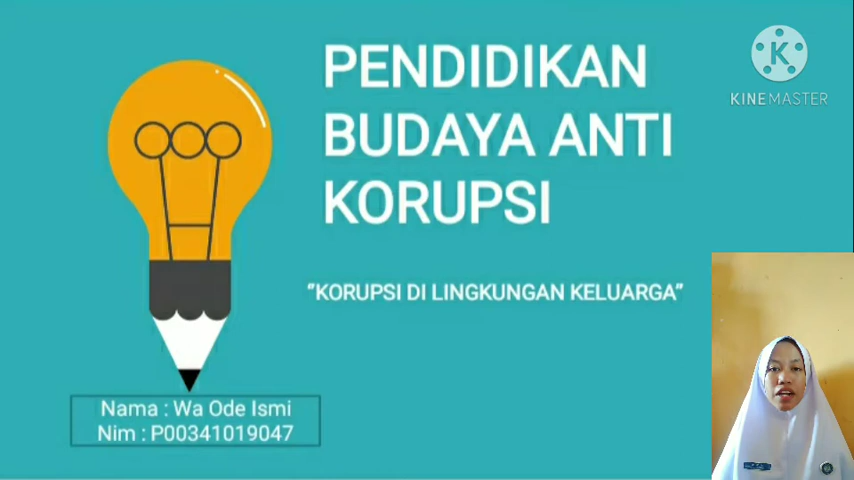 PENDIDIKAN
BUDAYA ANTI
KORUPSI
K
KINEMASTER
"KORUPSI DI LINGKUNGAN KELUARGA"
Nama : Wa Ode Ismi
Nim : P00341019047